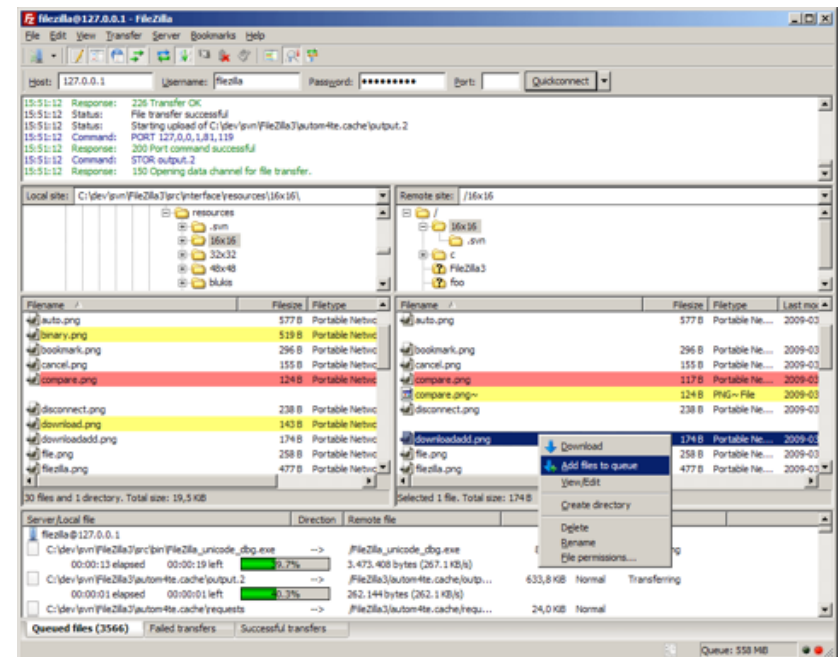 filezilla@127.0.0.1 - FileZilla
File Edit View Transfer Server Bookmarks Help
Host: 127.0.0.1 Username: filezilla Password: ●●●●●●●●● Port: Quickconnect
15:51:12 Response: 226 Transfer OK
15:51:12 Status: File transfer successful
15:51:12 Status: Starting upload of C:\dev\svn\FileZilla3\autom4te.cache\output.2
15:51:12 Command: PORT 127,0,0,1,81,119
15:51:12 Response: 200 Port command successful
15:51:12 Command: STOR output.2
15:51:12 Response: 150 Opening data channel for file transfer.
Local site: C:\dev\svn\FileZilla3\src\interface\resources\16x16\
resources
.svn
16x16
32x32
48x48
blukis
Remote site: /16x16
/
16x16
.svn
c
FileZilla3
foo
Filename / Filesize Filetype
auto.png 577 B Portable Netwc
binary.png 519 B Portable Netwc
bookmark.png 296 B Portable Netwc
cancel.png 155 B Portable Netwc
compare.png 124 B Portable Netwc
disconnect.png 238 B Portable Netwc
download.png 143 B Portable Netwc
downloadadd.png 174 B Portable Netwc
file.png 258 B Portable Netwc
filezilla.png 477 B Portable Netwc
30 files and 1 directory. Total size: 19,5 KiB
Filename / Filesize Filetype Last mo
auto.png 577 B Portable Ne... 2009-03
bookmark.png 296 B Portable Ne... 2009-03
cancel.png 155 B Portable Ne... 2009-03
compare.png 117 B Portable Ne... 2009-03
compare.png~ 124 B PNG~ File 2009-03
disconnect.png 238 B Portable Ne... 2009-03
downloadadd.png 174 B Portable Ne... 2009-03
file.png 258 B Portable Ne... 2009-03
filezilla.png 477 B Portable Ne... 2009-03
Selected 1 file. Total size: 174 B
Download
Add files to queue
View/Edit
Create directory
Delete
Rename
File permissions...
Server/Local file Direction Remote file
filezilla@127.0.0.1
C:\dev\svn\FileZilla3\src\bin\FileZilla_unicode_dbg.exe --> /FileZilla_unicode_dbg.exe
00:00:13 elapsed 00:00:19 left 39.7% 3.473.408 bytes (267.1 KB/s)
C:\dev\svn\FileZilla3\autom4te.cache\output.2 --> /FileZilla3/autom4te.cache/outp... 633,8 KiB Normal Transferring
00:00:01 elapsed 00:00:01 left 40.3% 262.144 bytes (262.1 KB/s)
C:\dev\svn\FileZilla3\autom4te.cache\requests --> /FileZilla3/autom4te.cache/requ... 24,0 KiB Normal
Queued files (3566) Failed transfers Successful transfers
Queue: 558 MiB